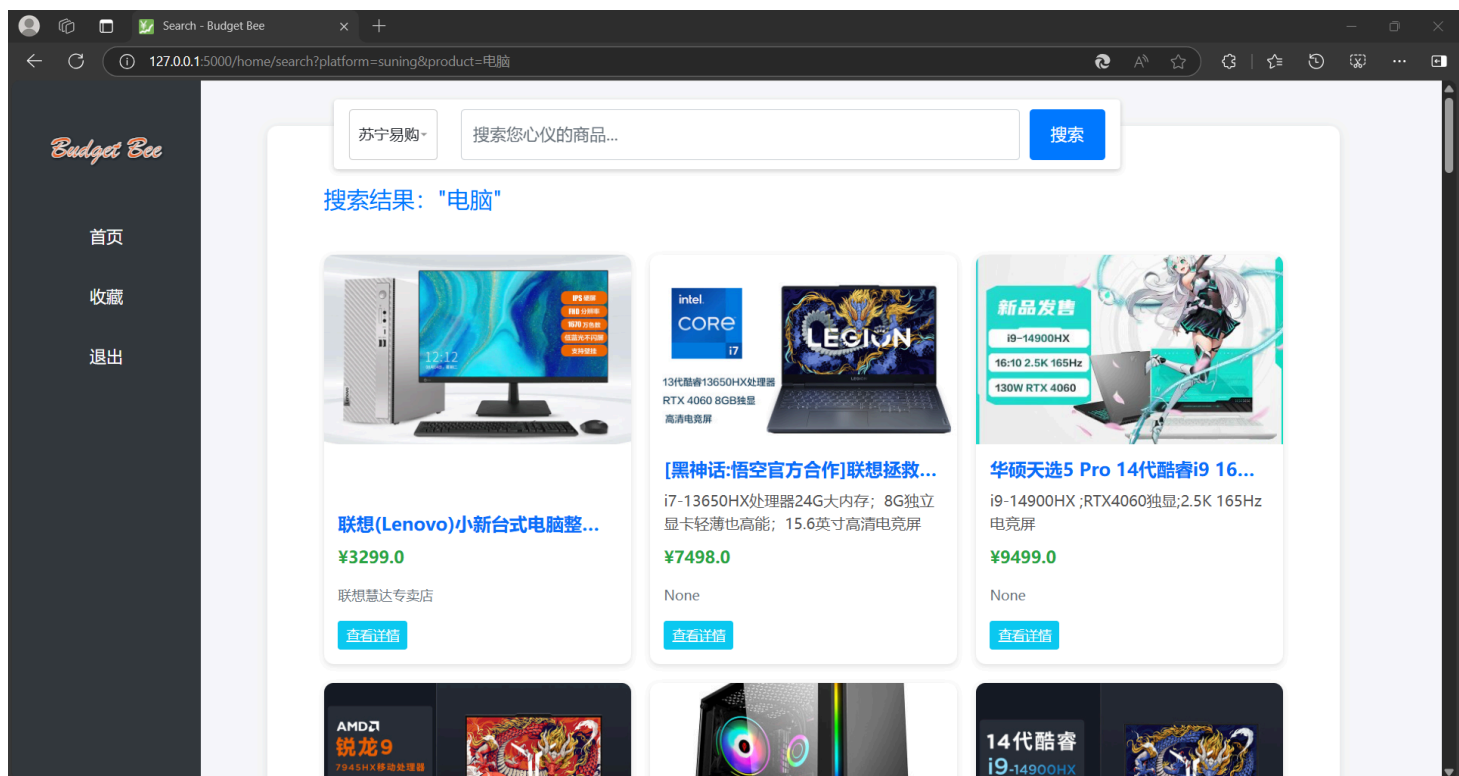 Search - Budget Bee
127.0.0.1:5000/home/search?platform=suning&product=电脑
Budget Bee
首页
收藏
退出
苏宁易购
搜索您心仪的商品...
搜索
搜索结果："电脑"
IPS 硬屏
FHD 分辨率
1670 万色数
低蓝光不闪屏
支持壁挂
12:12
联想(Lenovo)小新台式电脑整...
¥3299.0
联想慧达专卖店
查看详情
intel.
CORE
i7
13代酷睿13650HX处理器
RTX 4060 8GB独显
高清电竞屏
LEGION
[黑神话:悟空官方合作]联想拯救...
i7-13650HX处理器24G大内存；8G独立
显卡轻薄也高能；15.6英寸高清电竞屏
¥7498.0
None
查看详情
新品发售
i9-14900HX
16:10 2.5K 165Hz
130W RTX 4060
华硕天选5 Pro 14代酷睿i9 16...
i9-14900HX ;RTX4060独显;2.5K 165Hz
电竞屏
¥9499.0
None
查看详情
AMD
锐龙9
7945HX移动处理器
14代酷睿
i9-14900HX